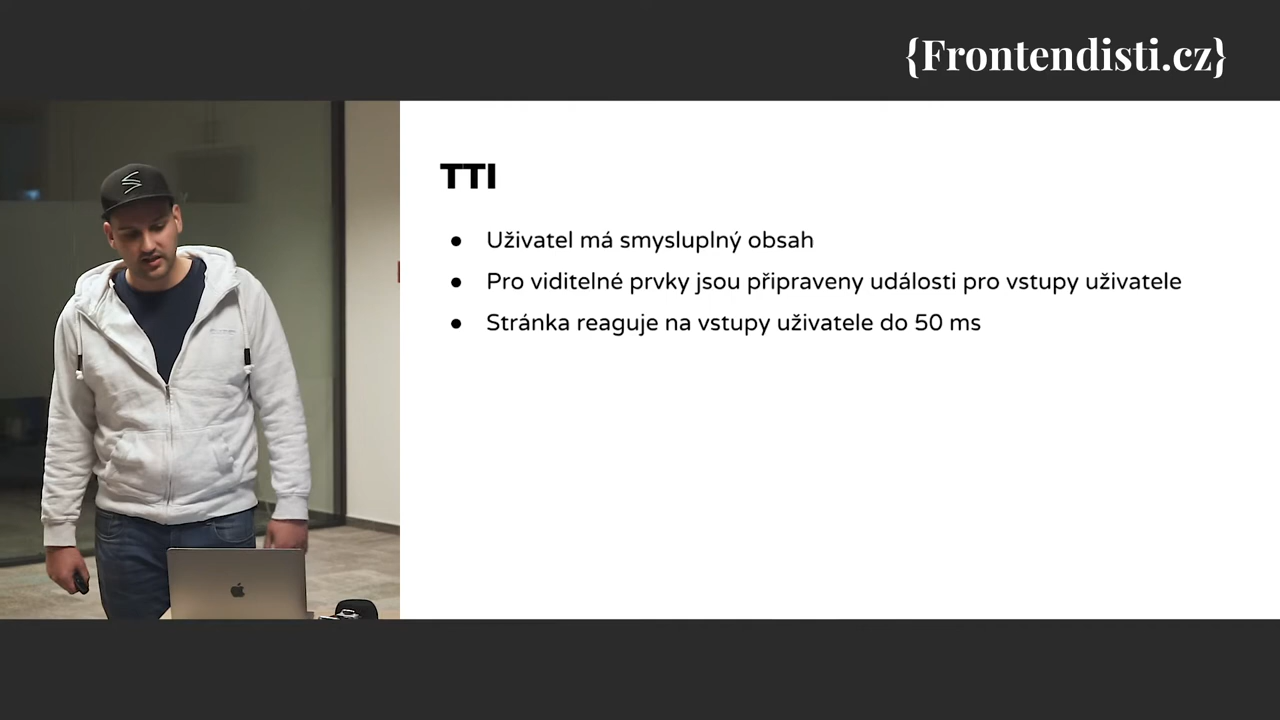 {Frontendisti.cz}
TTI
● Uživatel má smysluplný obsah
● Pro viditelné prvky jsou připraveny události pro vstupy uživatele
● Stránka reaguje na vstupy uživatele do 50 ms